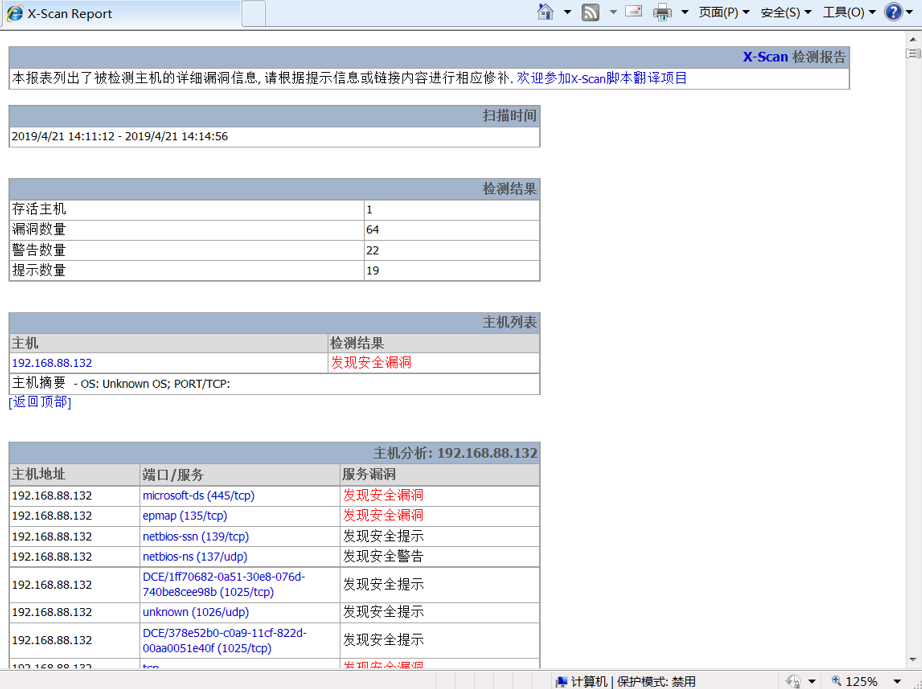 X-Scan Report
页面(P) 安全(S) 工具(O)
X-Scan 检测报告
本报表列出了被检测主机的详细漏洞信息, 请根据提示信息或链接内容进行相应修补. 欢迎参加X-Scan脚本翻译项目
扫描时间
2019/4/21 14:11:12 - 2019/4/21 14:14:56
检测结果
存活主机 1
漏洞数量 64
警告数量 22
提示数量 19
主机列表
主机 检测结果
192.168.88.132 发现安全漏洞
主机摘要 - OS: Unknown OS; PORT/TCP:
[返回顶部]
主机分析: 192.168.88.132
主机地址 端口/服务 服务漏洞
192.168.88.132 microsoft-ds (445/tcp) 发现安全漏洞
192.168.88.132 epmap (135/tcp) 发现安全漏洞
192.168.88.132 netbios-ssn (139/tcp) 发现安全提示
192.168.88.132 netbios-ns (137/udp) 发现安全警告
DCE/1ff70682-0a51-30e8-076d-
192.168.88.132 740be8cee98b (1025/tcp) 发现安全提示
192.168.88.132 unknown (1026/udp) 发现安全提示
DCE/378e52b0-c0a9-11cf-822d-
192.168.88.132 00aa0051e40f (1025/tcp) 发现安全提示
192.168.88.132 tcp 发现安全漏洞
计算机 | 保护模式: 禁用 125%